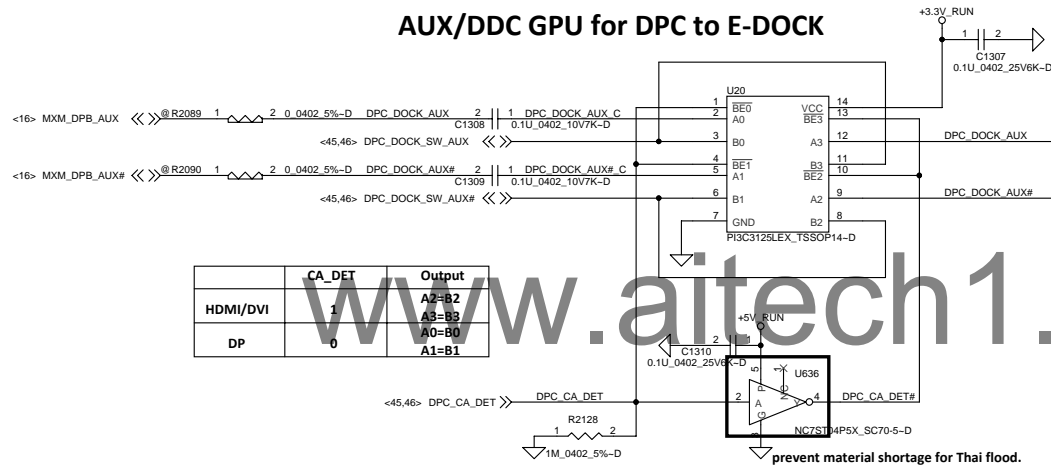 AUX/DDC GPU for DPC to E-DOCK
+3.3V_RUN
1 2
C1307
0.1U_0402_25V6K~D
U20
1 BE0 VCC 14
2 A0 BE3 13
3 B0 A3 12
4 BE1 B3 11
5 A1 BE2 10
6 B1 A2 9
7 GND B2 8
PI3C3125LEX_TSSOP14~D
<16> MXM_DPB_AUX @ R2089 1 2 0_0402_5%~D DPC_DOCK_AUX 2 1 DPC_DOCK_AUX_C
C1308 0.1U_0402_10V7K~D
DPC_DOCK_AUX
<45,46> DPC_DOCK_SW_AUX
<16> MXM_DPB_AUX# @ R2090 1 2 0_0402_5%~D DPC_DOCK_AUX# 2 1 DPC_DOCK_AUX#_C
C1309 0.1U_0402_10V7K~D
DPC_DOCK_AUX#
<45,46> DPC_DOCK_SW_AUX#
CA_DET Output
HDMI/DVI 1 A2=B2
A3=B3
DP 0 A0=B0
A1=B1
www.aitech1.
+5V_RUN
2 1
C1310
0.1U_0402_25V6K~D
U636
5 P
1 NC
2 A Y 4
3 G
NC7ST04P5X_SC70-5~D
<45,46> DPC_CA_DET DPC_CA_DET
DPC_CA_DET#
R2128
1 2
1M_0402_5%~D
prevent material shortage for Thai flood.